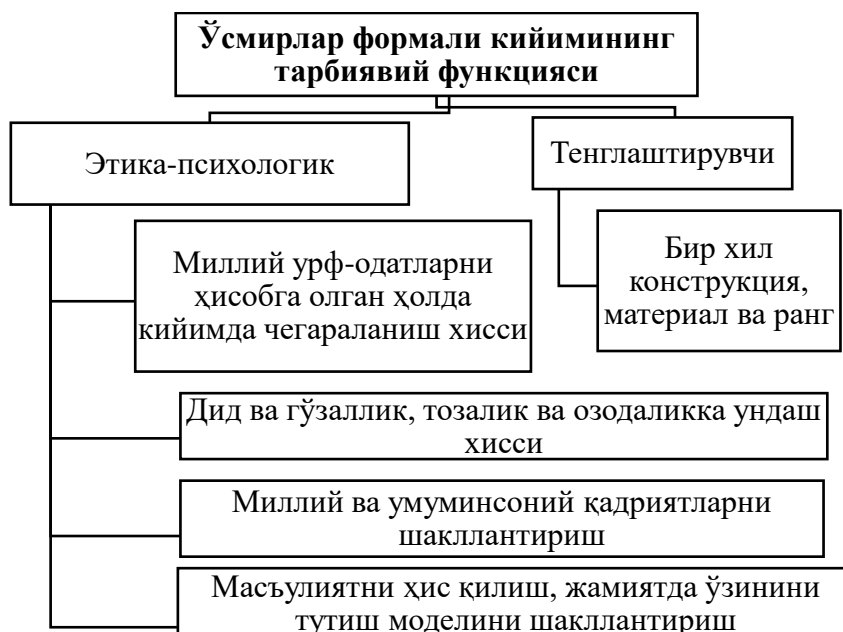 Ўсмирлар формали кийимининг
тарбиявий функцияси
Этика-психологик
Тенглаштирувчи
Миллий урф-одатларни
ҳисобга олган ҳолда
кийимда чегараланиш хисси
Бир хил
конструкция,
материал ва ранг
Дид ва гўзаллик, тозалик ва озодаликка ундаш
хисси
Миллий ва умуминсоний қадриятларни
шакллантириш
Масъулиятни ҳис қилиш, жамиятда ўзинини
тутиш моделини шакллантириш